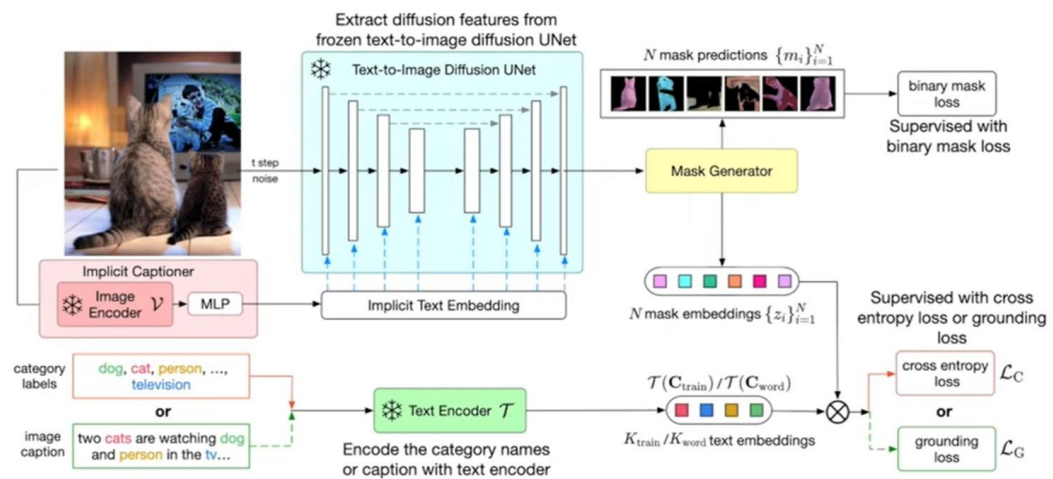 Extract diffusion features from
frozen text-to-image diffusion UNet
Text-to-Image Diffusion UNet
t step
noise
N mask predictions {m_i}_{i=1}^N
binary mask
loss
Supervised with
binary mask loss
Mask Generator
Implicit Captioner
Image
Encoder 𝒱
MLP
Implicit Text Embedding
N mask embeddings {z_i}_{i=1}^N
Supervised with cross
entropy loss or grounding
loss
category
labels
dog, cat, person, ...,
television
or
image
caption
two cats are watching dog
and person in the tv...
Text Encoder 𝒯
Encode the category names
or caption with text encoder
𝒯(C_train)/𝒯(C_word)
K_train/K_word text embeddings
cross entropy
loss
ℒ_C
or
grounding
loss
ℒ_G